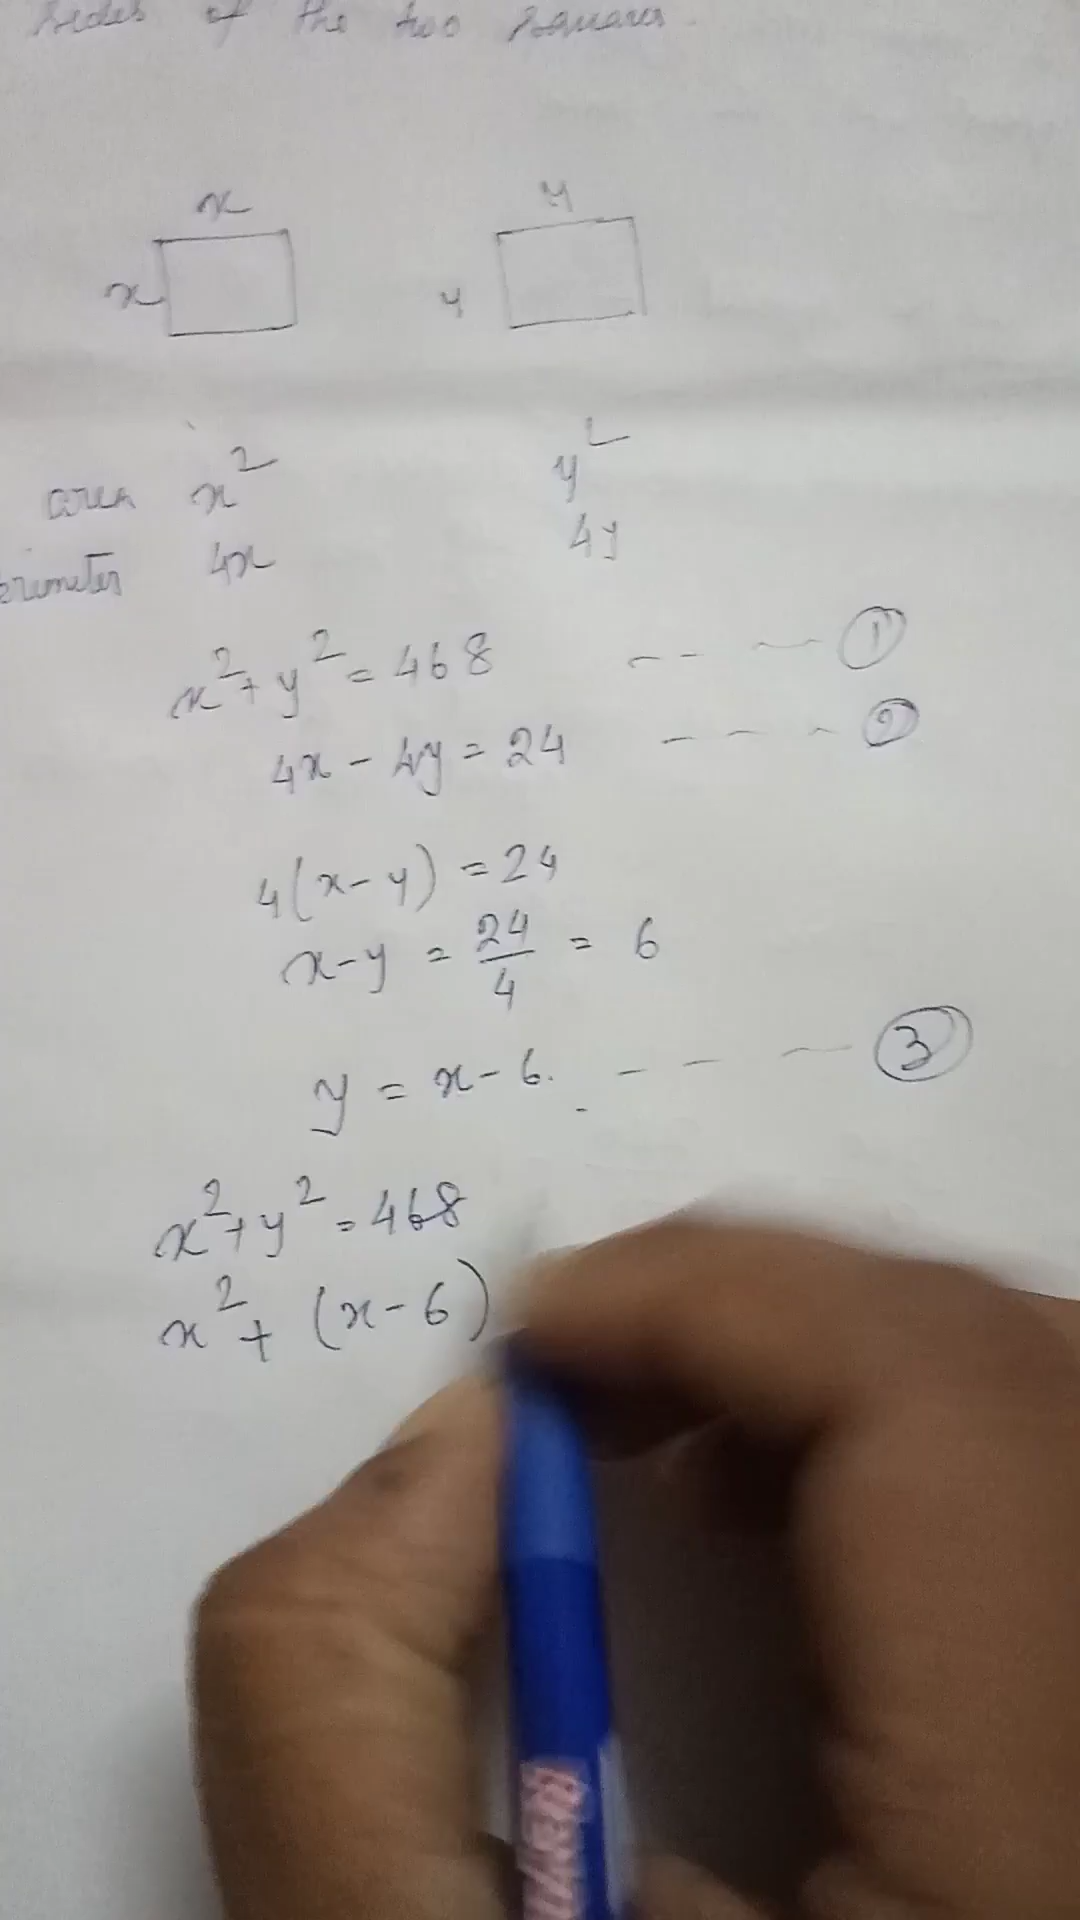 sides of the two squares.
x y
x y
area x² y²
perimeter 4x 4y
x² + y² = 468 --- ①
4x - 4y = 24 --- ②
4(x-y) = 24
x-y = 24/4 = 6
y = x-6. --- ③
x² + y² = 468
x² + (x-6)